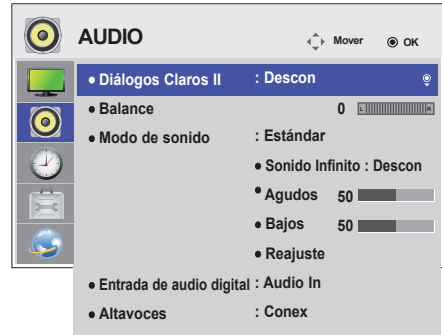 AUDIO Mover OK
• Diálogos Claros II : Descon
• Balance 0 L R
• Modo de sonido : Estándar
• Sonido Infinito : Descon
• Agudos 50
• Bajos 50
• Reajuste
• Entrada de audio digital : Audio In
• Altavoces : Conex